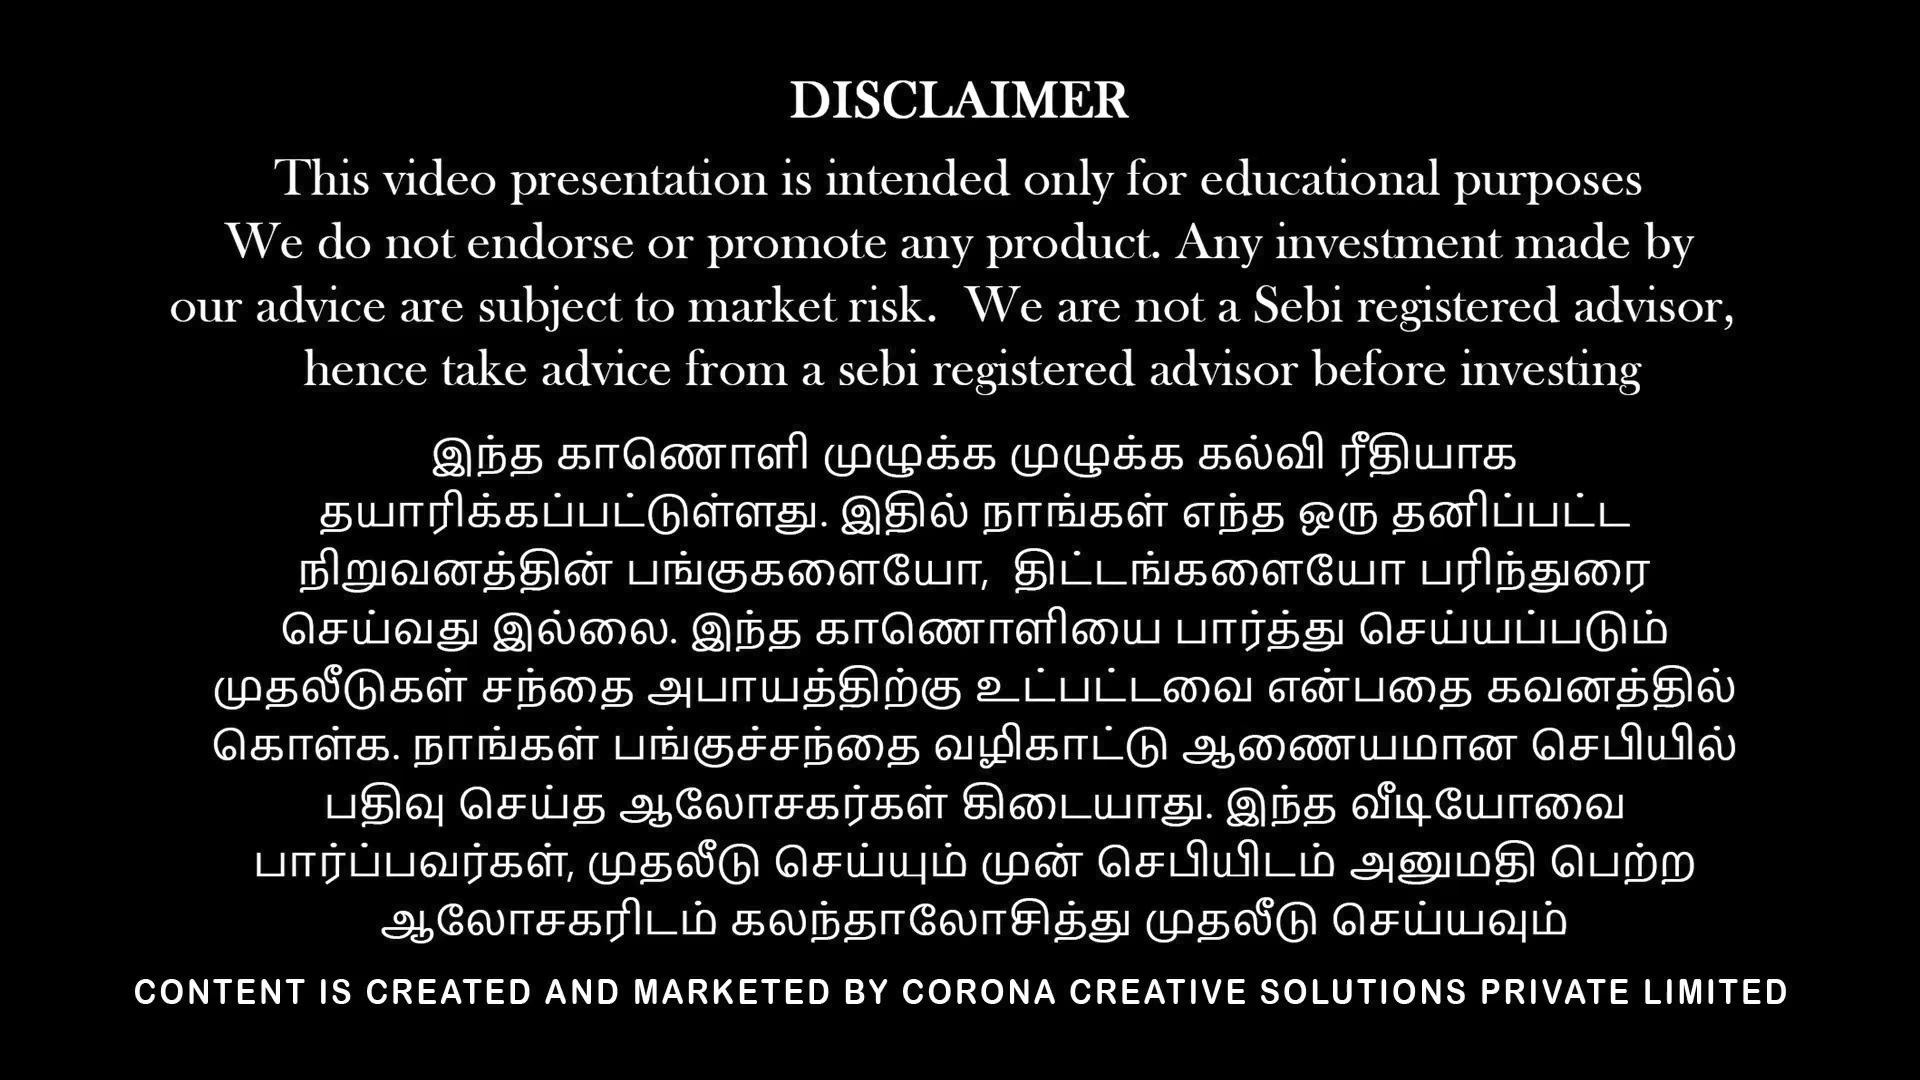 DISCLAIMER
This video presentation is intended only for educational purposes
We do not endorse or promote any product. Any investment made by
our advice are subject to market risk.  We are not a Sebi registered advisor,
hence take advice from a sebi registered advisor before investing
இந்த காணொளி முழுக்க முழுக்க கல்வி ரீதியாக
தயாரிக்கப்பட்டுள்ளது. இதில் நாங்கள் எந்த ஒரு தனிப்பட்ட
நிறுவனத்தின் பங்குகளையோ,  திட்டங்களையோ பரிந்துரை
செய்வது இல்லை. இந்த காணொளியை பார்த்து செய்யப்படும்
முதலீடுகள் சந்தை அபாயத்திற்கு உட்பட்டவை என்பதை கவனத்தில்
கொள்க. நாங்கள் பங்குச்சந்தை வழிகாட்டு ஆணையமான செபியில்
பதிவு செய்த ஆலோசகர்கள் கிடையாது. இந்த வீடியோவை
பார்ப்பவர்கள், முதலீடு செய்யும் முன் செபியிடம் அனுமதி பெற்ற
ஆலோசகரிடம் கலந்தாலோசித்து முதலீடு செய்யவும்
CONTENT IS CREATED AND MARKETED BY CORONA CREATIVE SOLUTIONS PRIVATE LIMITED